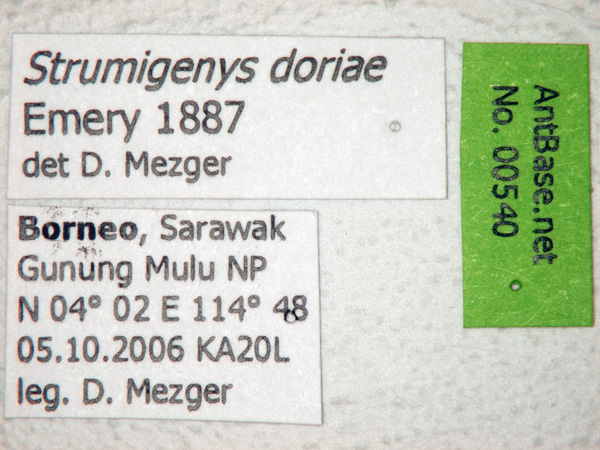 Strumigenys doriae
Emery 1887
det D. Mezger
Borneo, Sarawak
Gunung Mulu NP
N 04° 02 E 114° 48
05.10.2006 KA20L
leg. D. Mezger
AntBase.net
No. 00540